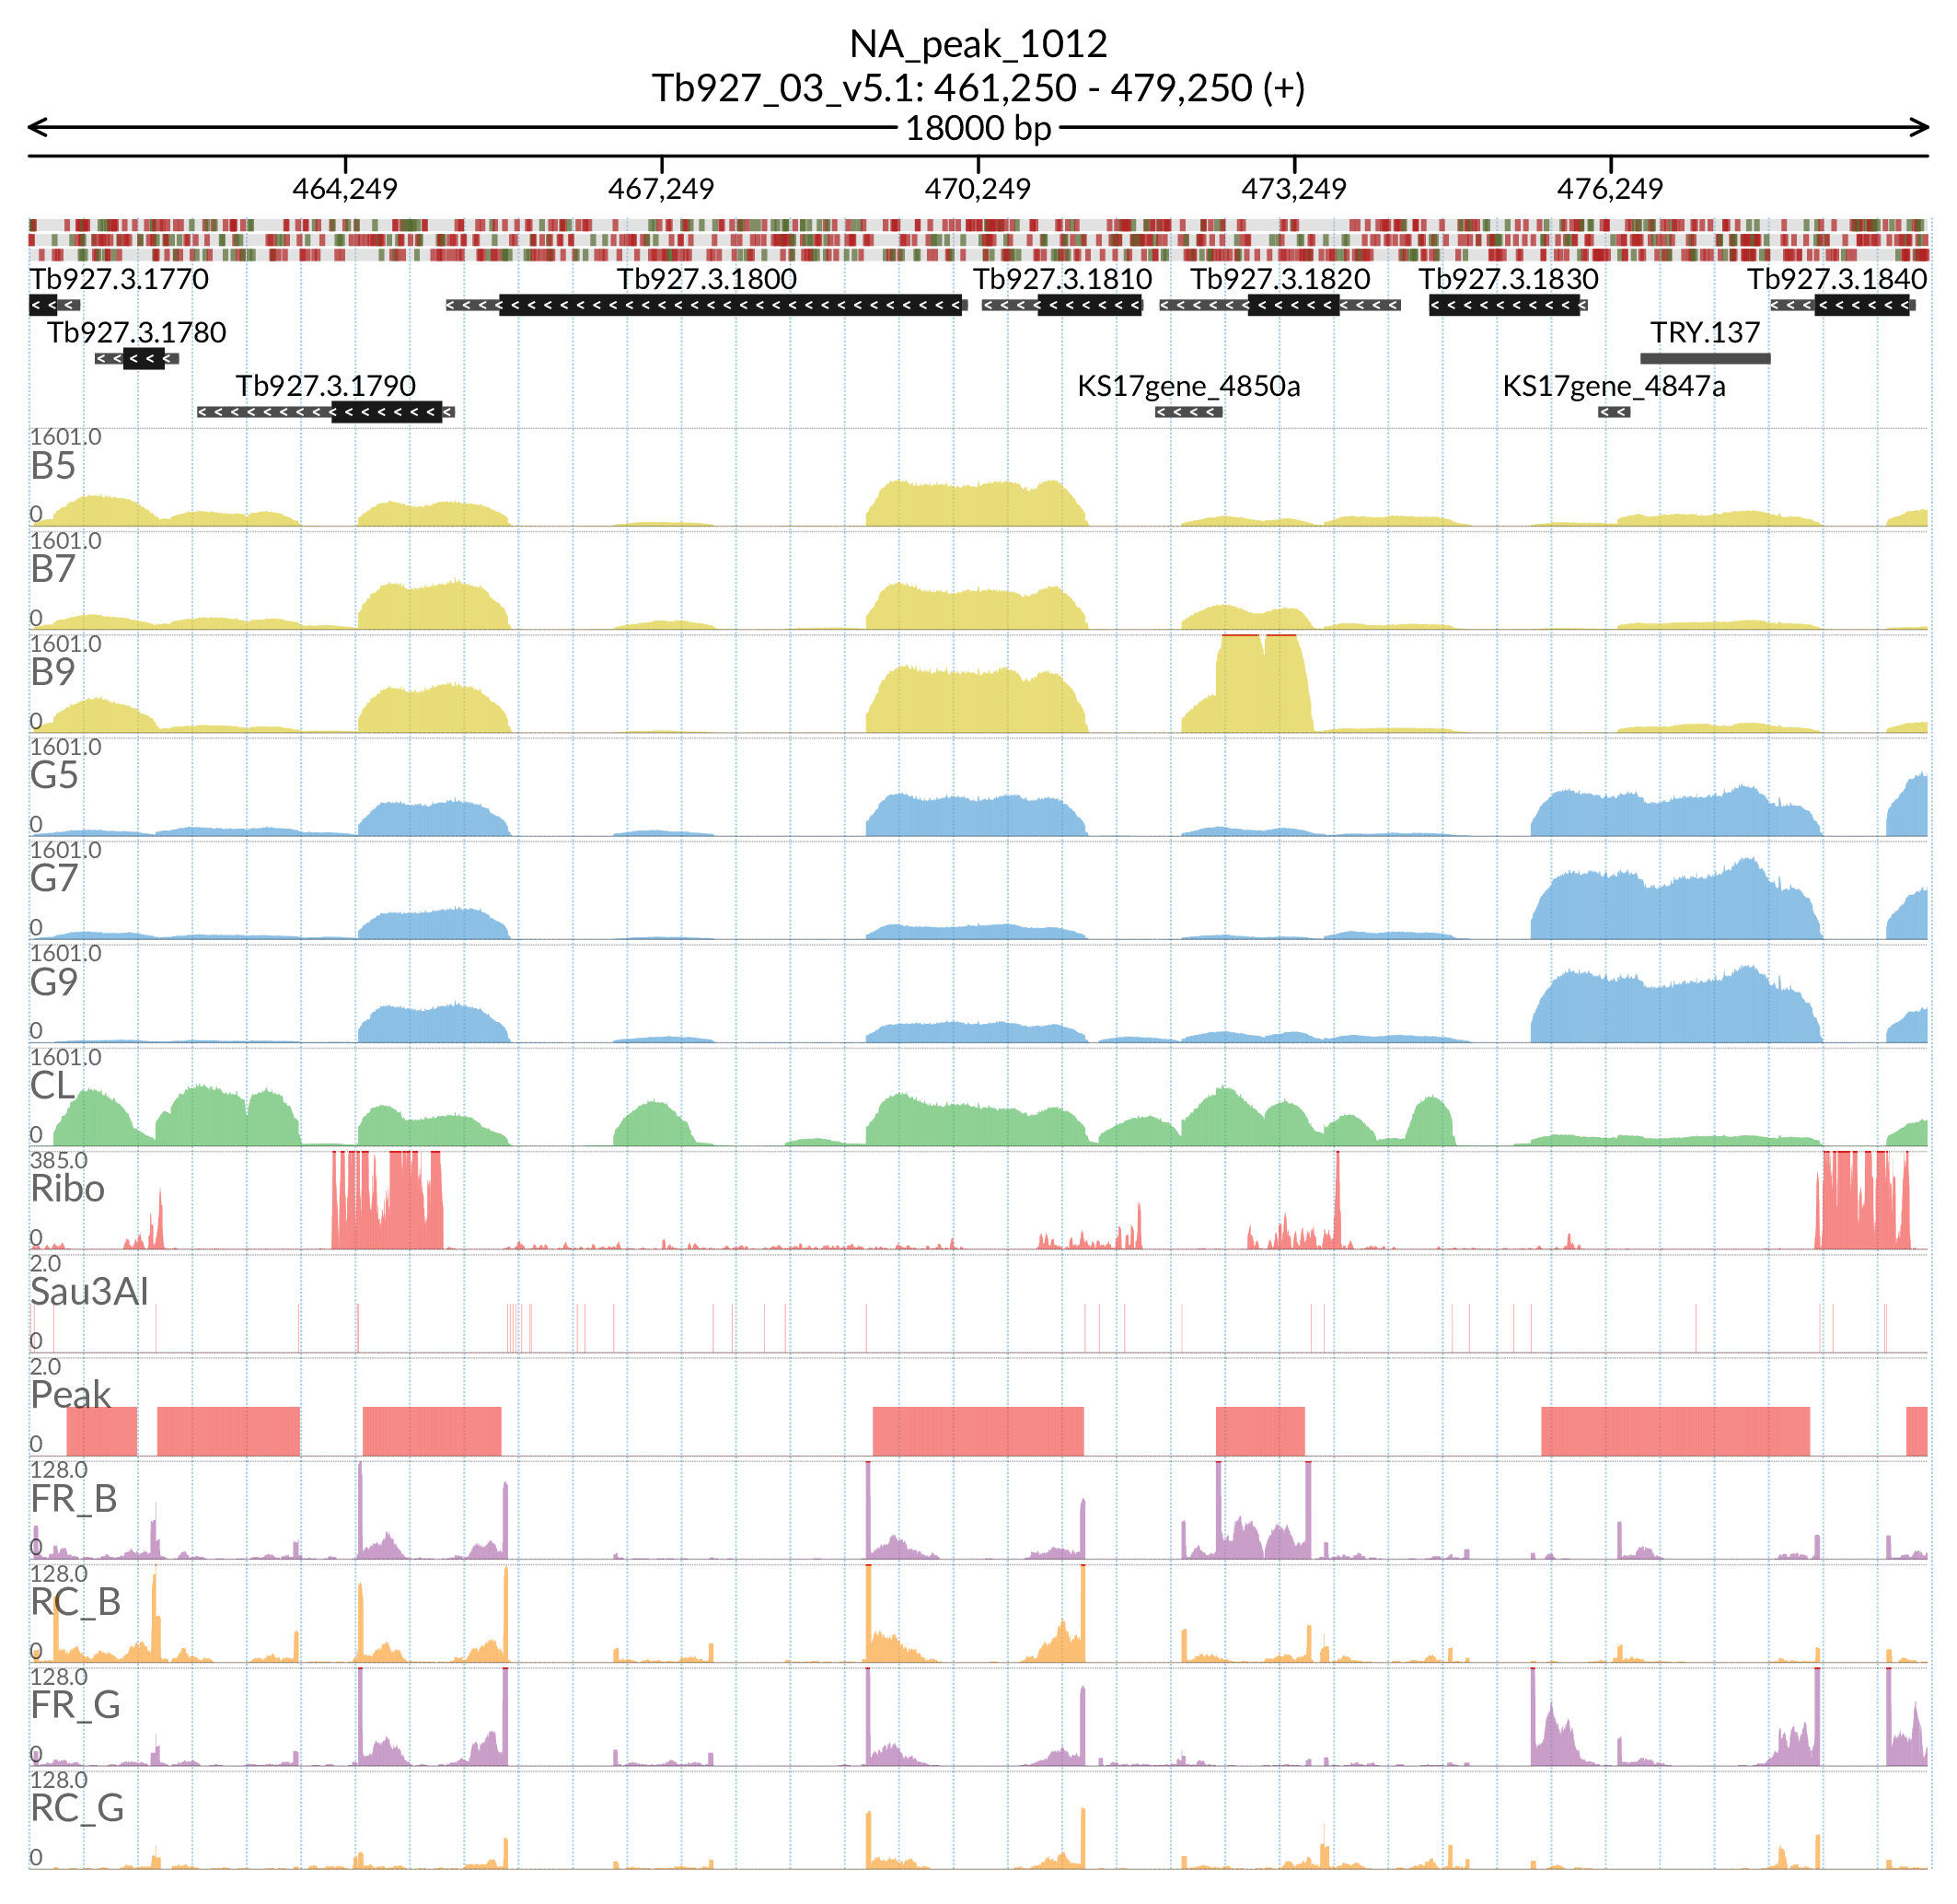 NA_peak_1012
Tb927_03_v5.1: 461,250 - 479,250 (+)
18000 bp
464,249 467,249 470,249 473,249 476,249
Tb927.3.1770 Tb927.3.1800 Tb927.3.1810 Tb927.3.1820 Tb927.3.1830 Tb927.3.1840
Tb927.3.1780 TRY.137
Tb927.3.1790 KS17gene_4850a KS17gene_4847a
1601.0
B5
0
1601.0
B7
0
1601.0
B9
0
1601.0
G5
0
1601.0
G7
0
1601.0
G9
0
1601.0
CL
0
385.0
Ribo
0
2.0
Sau3AI
0
2.0
Peak
0
128.0
FR_B
0
128.0
RC_B
0
128.0
FR_G
0
128.0
RC_G
0